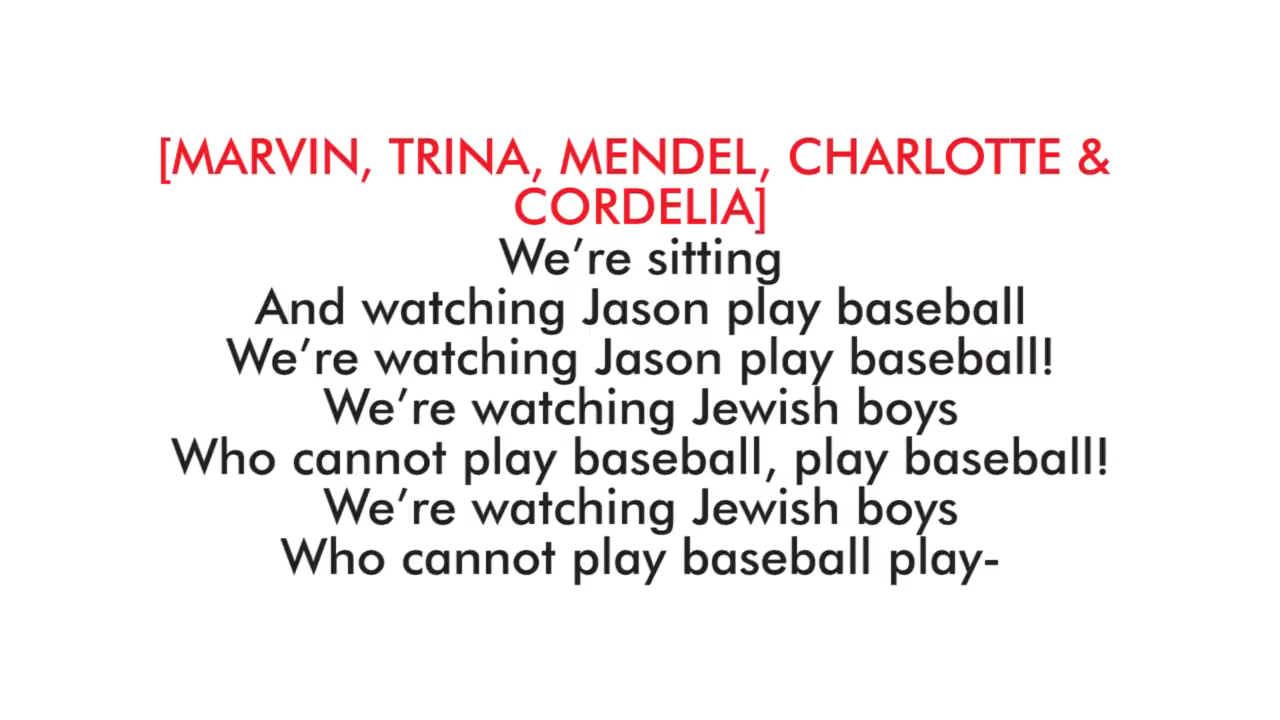 [MARVIN, TRINA, MENDEL, CHARLOTTE &
CORDELIA]
We’re sitting
And watching Jason play baseball
We’re watching Jason play baseball!
We’re watching Jewish boys
Who cannot play baseball, play baseball!
We’re watching Jewish boys
Who cannot play baseball play-